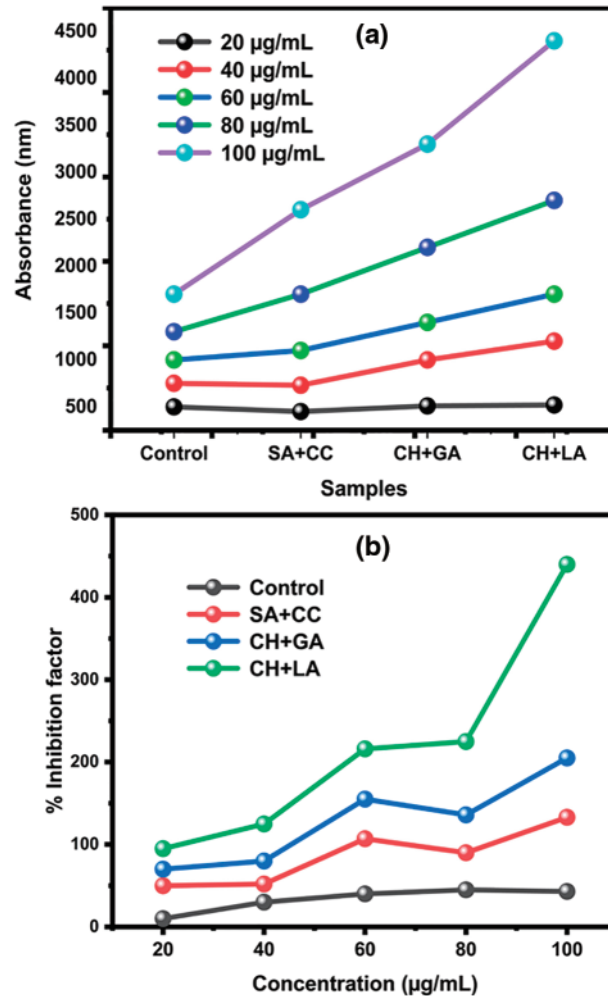 (a)
4500
4000
3500
3000
2500
2000
1500
1000
500
Absorbance (nm)
20 µg/mL
40 µg/mL
60 µg/mL
80 µg/mL
100 µg/mL
Control SA+CC CH+GA CH+LA
Samples
(b)
500
400
300
200
100
0
% Inhibition factor
Control
SA+CC
CH+GA
CH+LA
20 40 60 80 100
Concentration (µg/mL)